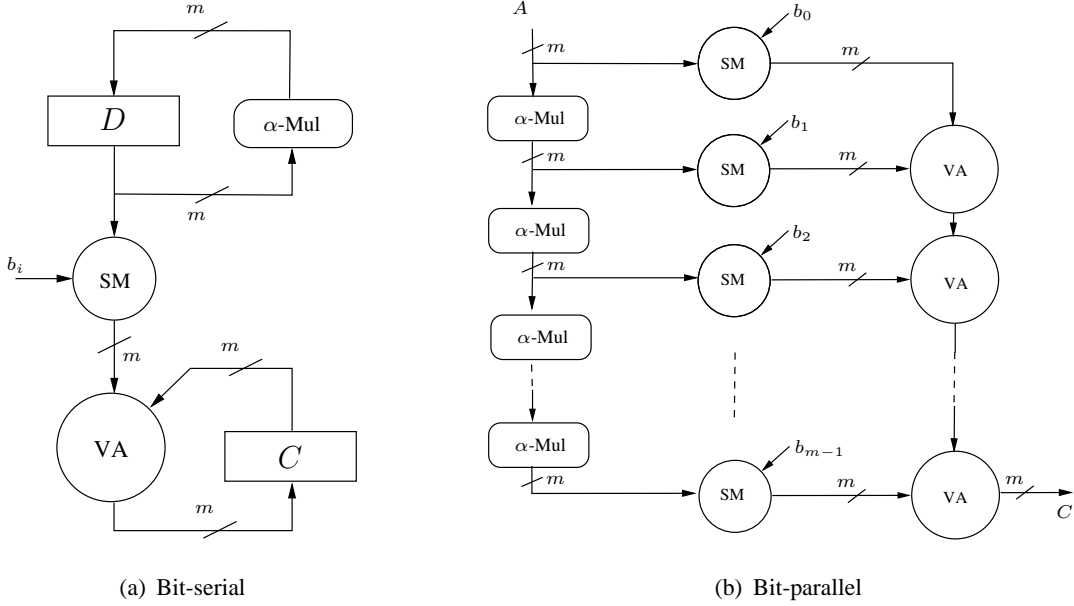 m
D
α-Mul
m
b_i
SM
m
m
VA
C
m
(a) Bit-serial
A
b_0
m
m
SM
α-Mul
b_1
m
m
SM
VA
α-Mul
b_2
m
m
SM
VA
α-Mul
α-Mul
b_{m−1}
m
m
m
SM
VA
C
(b) Bit-parallel